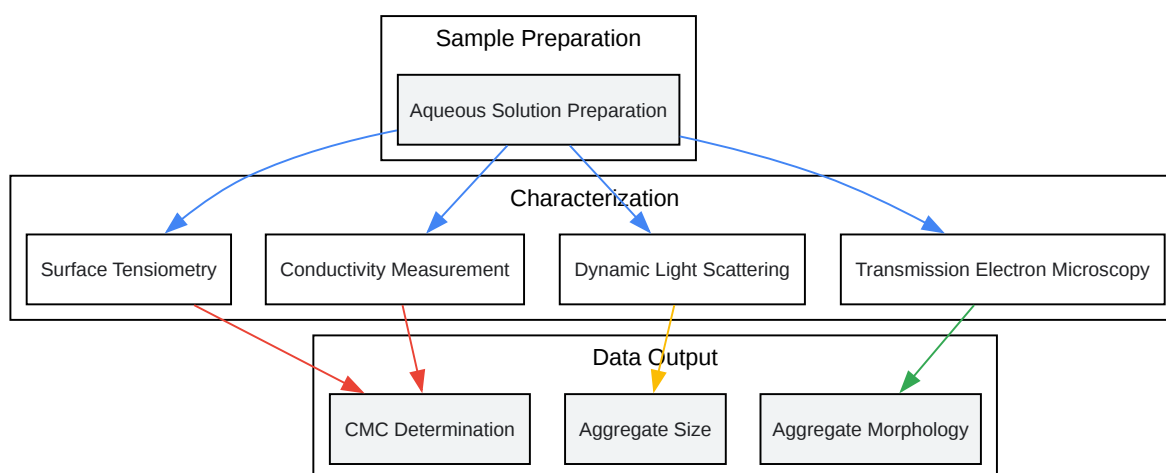 Sample Preparation
Aqueous Solution Preparation
Characterization
Surface Tensiometry
Conductivity Measurement
Dynamic Light Scattering
Transmission Electron Microscopy
Data Output
CMC Determination
Aggregate Size
Aggregate Morphology